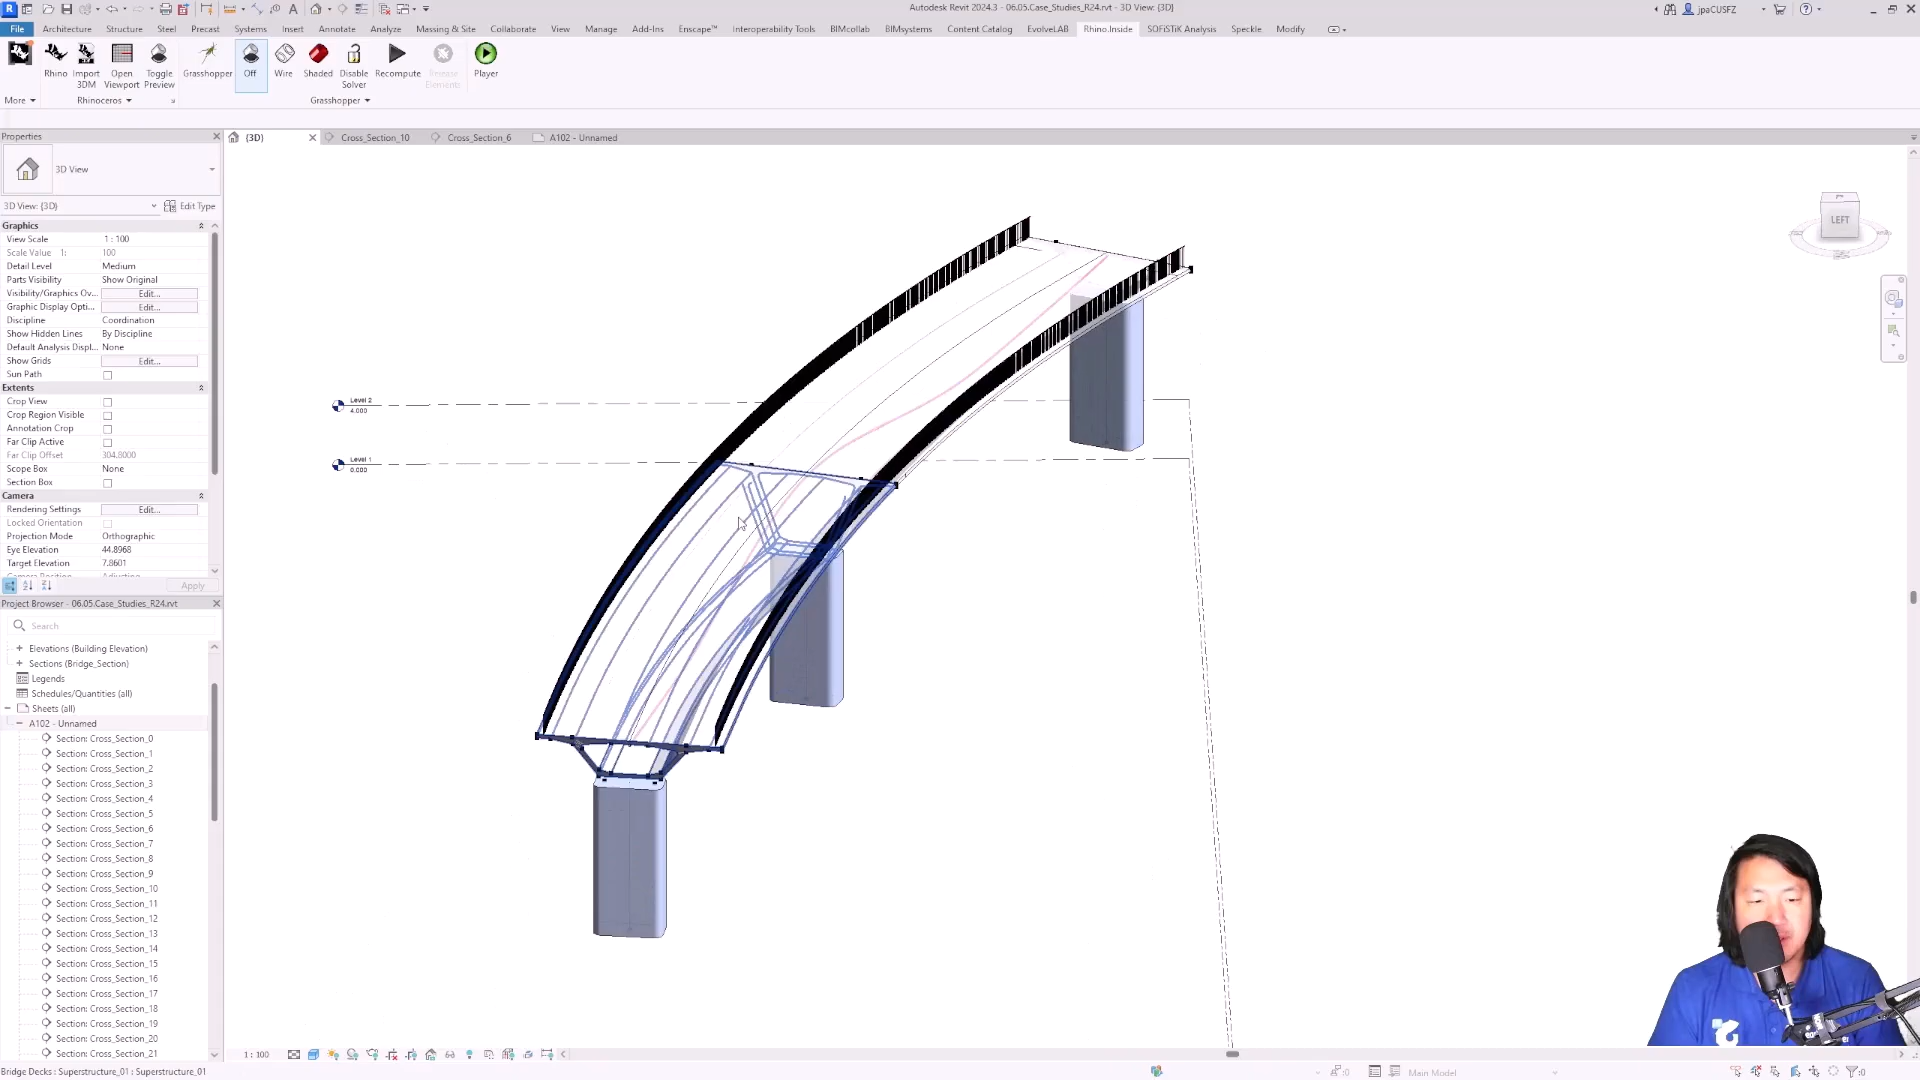 Autodesk Revit 2024.3 - 06.05.Case_Studies_R24.rvt - 3D View: {3D}
jpaCUSFZ
File Architecture Structure Steel Precast Systems Insert Annotate Analyze Massing & Site Collaborate View Manage Add-Ins Enscape™ Interoperability Tools BIMcollab BIMsystems Content Catalog EvolveLAB Rhino.Inside SOFiSTiK Analysis Speckle Modify
More
Rhino
Import 3DM
Open Viewport
Toggle Preview
Grasshopper
Off
Wire
Shaded
Disable Solver
Recompute
Release Elements
Player
Rhinoceros
Grasshopper
Properties
(3D)
Cross_Section_10
Cross_Section_6
A102 - Unnamed
3D View
3D View: {3D}
Edit Type
Graphics
View Scale 1 : 100
Scale Value 1: 100
Detail Level Medium
Parts Visibility Show Original
Visibility/Graphics Ov... Edit...
Graphic Display Opti... Edit...
Discipline Coordination
Show Hidden Lines By Discipline
Default Analysis Displ... None
Show Grids Edit...
Sun Path
Extents
Crop View
Crop Region Visible
Annotation Crop
Far Clip Active
Far Clip Offset 304.8000
Scope Box None
Section Box
Camera
Rendering Settings Edit...
Locked Orientation
Projection Mode Orthographic
Eye Elevation 44.8968
Target Elevation 7.8601
Camera Position Adjusting
Apply
Project Browser - 06.05.Case_Studies_R24.rvt
Search
Elevations (Building Elevation)
Sections (Bridge_Section)
Legends
Schedules/Quantities (all)
Sheets (all)
A102 - Unnamed
Section: Cross_Section_0
Section: Cross_Section_1
Section: Cross_Section_2
Section: Cross_Section_3
Section: Cross_Section_4
Section: Cross_Section_5
Section: Cross_Section_6
Section: Cross_Section_7
Section: Cross_Section_8
Section: Cross_Section_9
Section: Cross_Section_10
Section: Cross_Section_11
Section: Cross_Section_12
Section: Cross_Section_13
Section: Cross_Section_14
Section: Cross_Section_15
Section: Cross_Section_16
Section: Cross_Section_17
Section: Cross_Section_18
Section: Cross_Section_19
Section: Cross_Section_20
Section: Cross_Section_21
Level 2
4.000
Level 1
0.000
LEFT
1 : 100
Bridge Decks : Superstructure_01 : Superstructure_01
:0
Main Model
:0